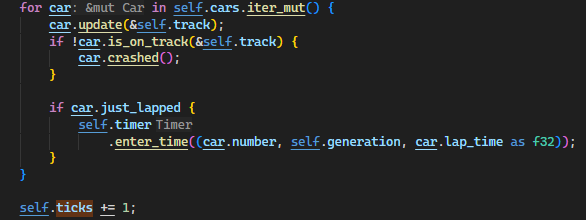 for car: &mut Car in self.cars.iter_mut() {
    car.update(&self.track);
    if !car.is_on_track(&self.track) {
        car.crashed();
    }

    if car.just_lapped {
        self.timer Timer
            .enter_time((car.number, self.generation, car.lap_time as f32));
    }
}

self.ticks += 1;